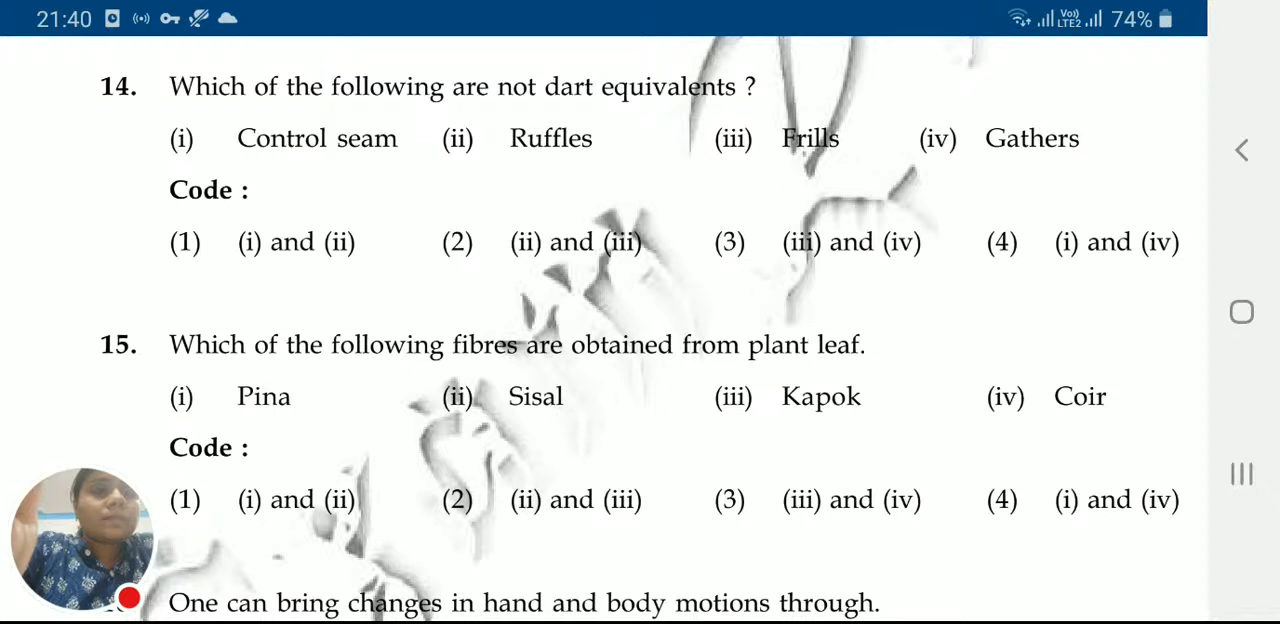 21:40 Vo)) LTE2 74%
14. Which of the following are not dart equivalents ?
(i) Control seam (ii) Ruffles (iii) Frills (iv) Gathers
Code :
(1) (i) and (ii) (2) (ii) and (iii) (3) (iii) and (iv) (4) (i) and (iv)
15. Which of the following fibres are obtained from plant leaf.
(i) Pina (ii) Sisal (iii) Kapok (iv) Coir
Code :
(1) (i) and (ii) (2) (ii) and (iii) (3) (iii) and (iv) (4) (i) and (iv)
One can bring changes in hand and body motions through.